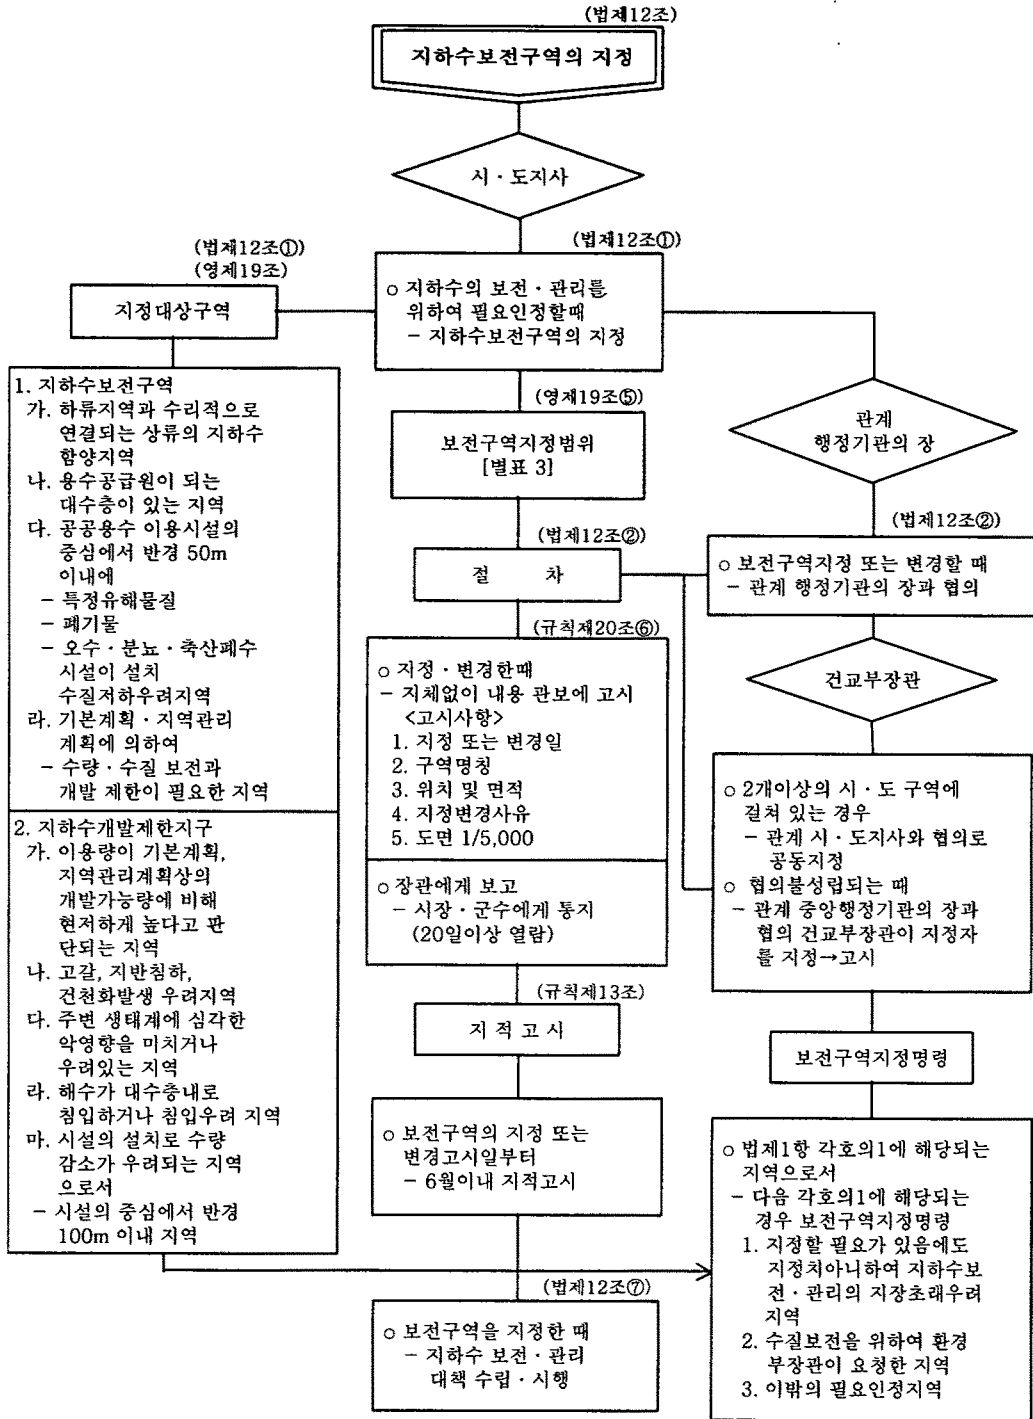 (법제12조)
지하수보전구역의 지정
시 · 도지사
(법제12조①)
(영제19조)
지정대상구역
(법제12조①)
○ 지하수의 보전 · 관리를
위하여 필요인정할때
- 지하수보전구역의 지정
1. 지하수보전구역
가. 하류지역과 수리적으로
연결되는 상류의 지하수
함양지역
나. 용수공급원이 되는
대수층이 있는 지역
다. 공공용수 이용시설의
중심에서 반경 50m
이내에
- 특정유해물질
- 폐기물
- 오수 · 분뇨 · 축산폐수
시설이 설치
수질저하우려지역
라. 기본계획 · 지역관리
계획에 의하여
- 수량 · 수질 보전과
개발 제한이 필요한 지역
2. 지하수개발제한지구
가. 이용량이 기본계획,
지역관리계획상의
개발가능량에 비해
현저하게 높다고 판
단되는 지역
나. 고갈, 지반침하,
건천화발생 우려지역
다. 주변 생태계에 심각한
악영향을 미치거나
우려있는 지역
라. 해수가 대수층내로
침입하거나 침입우려 지역
마. 시설의 설치로 수량
감소가 우려되는 지역
으로서
- 시설의 중심에서 반경
100m 이내 지역
(영제19조⑤)
보전구역지정범위
[별표 3]
(법제12조②)
절 차
(규칙제20조⑥)
○ 지정 · 변경한때
- 지체없이 내용 관보에 고시
<고시사항>
1. 지정 또는 변경일
2. 구역명칭
3. 위치 및 면적
4. 지정변경사유
5. 도면 1/5,000
○ 장관에게 보고
- 시장 · 군수에게 통지
(20일이상 열람)
(규칙제13조)
지 적 고 시
○ 보전구역의 지정 또는
변경고시일부터
- 6월이내 지적고시
(법제12조⑦)
○ 보전구역을 지정한 때
- 지하수 보전 · 관리
대책 수립 · 시행
관계
행정기관의 장
(법제12조②)
○ 보전구역지정 또는 변경할 때
- 관계 행정기관의 장과 협의
건교부장관
○ 2개이상의 시 · 도 구역에
걸쳐 있는 경우
- 관계 시 · 도지사와 협의로
공동지정
○ 협의불성립되는 때
- 관계 중앙행정기관의 장과
협의 건교부장관이 지정자
를 지정→고시
보전구역지정명령
○ 법제1항 각호의1에 해당되는
지역으로서
- 다음 각호의1에 해당되는
경우 보전구역지정명령
1. 지정할 필요가 있음에도
지정치아니하여 지하수보
전 · 관리의 지장초래우려
지역
2. 수질보전을 위하여 환경
부장관이 요청한 지역
3. 이밖의 필요인정지역